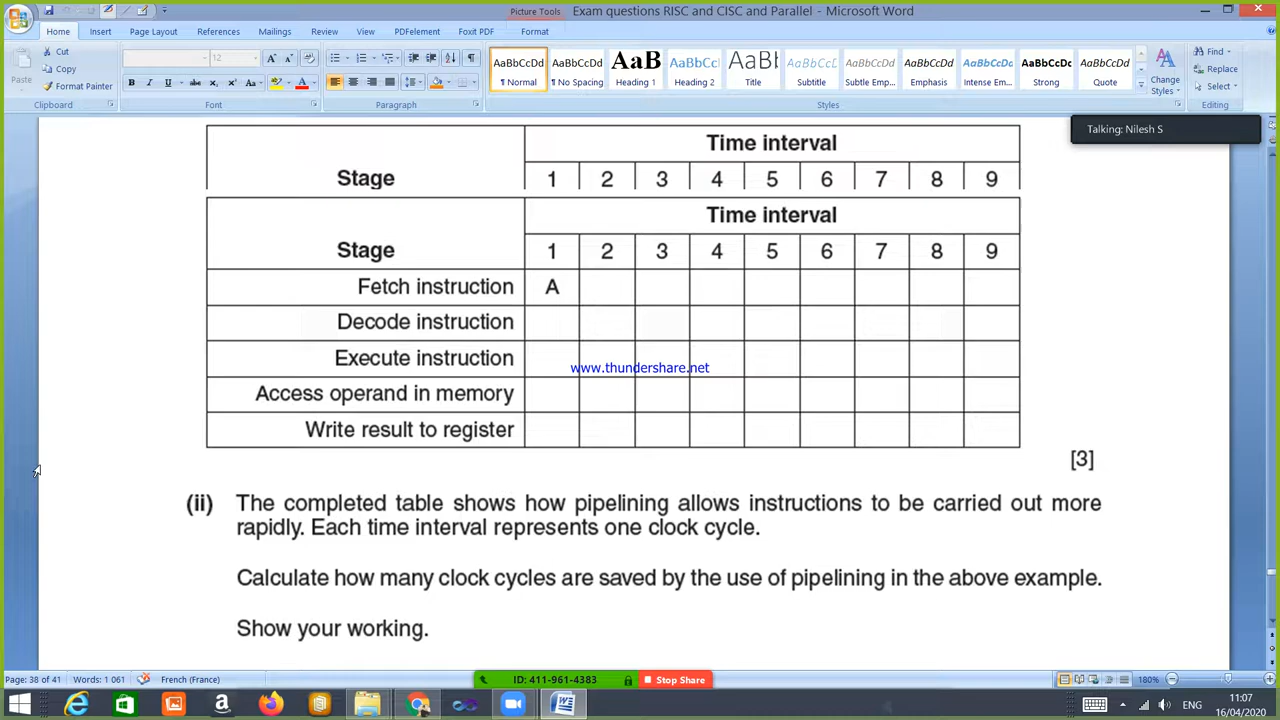 Exam questions RISC and CISC and Parallel - Microsoft Word
Picture Tools
Home Insert Page Layout References Mailings Review View PDFelement Foxit PDF Format
Paste
Cut
Copy
Format Painter
Clipboard
12
Font
Paragraph
AaBbCcDd AaBbCcDd AaB AaBbCcDd AaBb AaBbCcDd AaBbCcDd AaBbCcDd AaBbCcDd AaBbCcDd AaBbCcDd
¶ Normal ¶ No Spacing Heading 1 Heading 2 Title Subtitle Subtle Emp... Emphasis Intense Em... Strong Quote
Styles
Change Styles
Find
Replace
Select
Editing
Talking: Nilesh S
Time interval
Stage 1 2 3 4 5 6 7 8 9
Time interval
Stage 1 2 3 4 5 6 7 8 9
Fetch instruction A
Decode instruction
Execute instruction
www.thundershare.net
Access operand in memory
Write result to register
[3]
(ii) The completed table shows how pipelining allows instructions to be carried out more
rapidly. Each time interval represents one clock cycle.
Calculate how many clock cycles are saved by the use of pipelining in the above example.
Show your working.
Page: 38 of 41 Words: 1 061 French (France)
ID: 411-961-4383 Stop Share
180%
11:07
16/04/2020